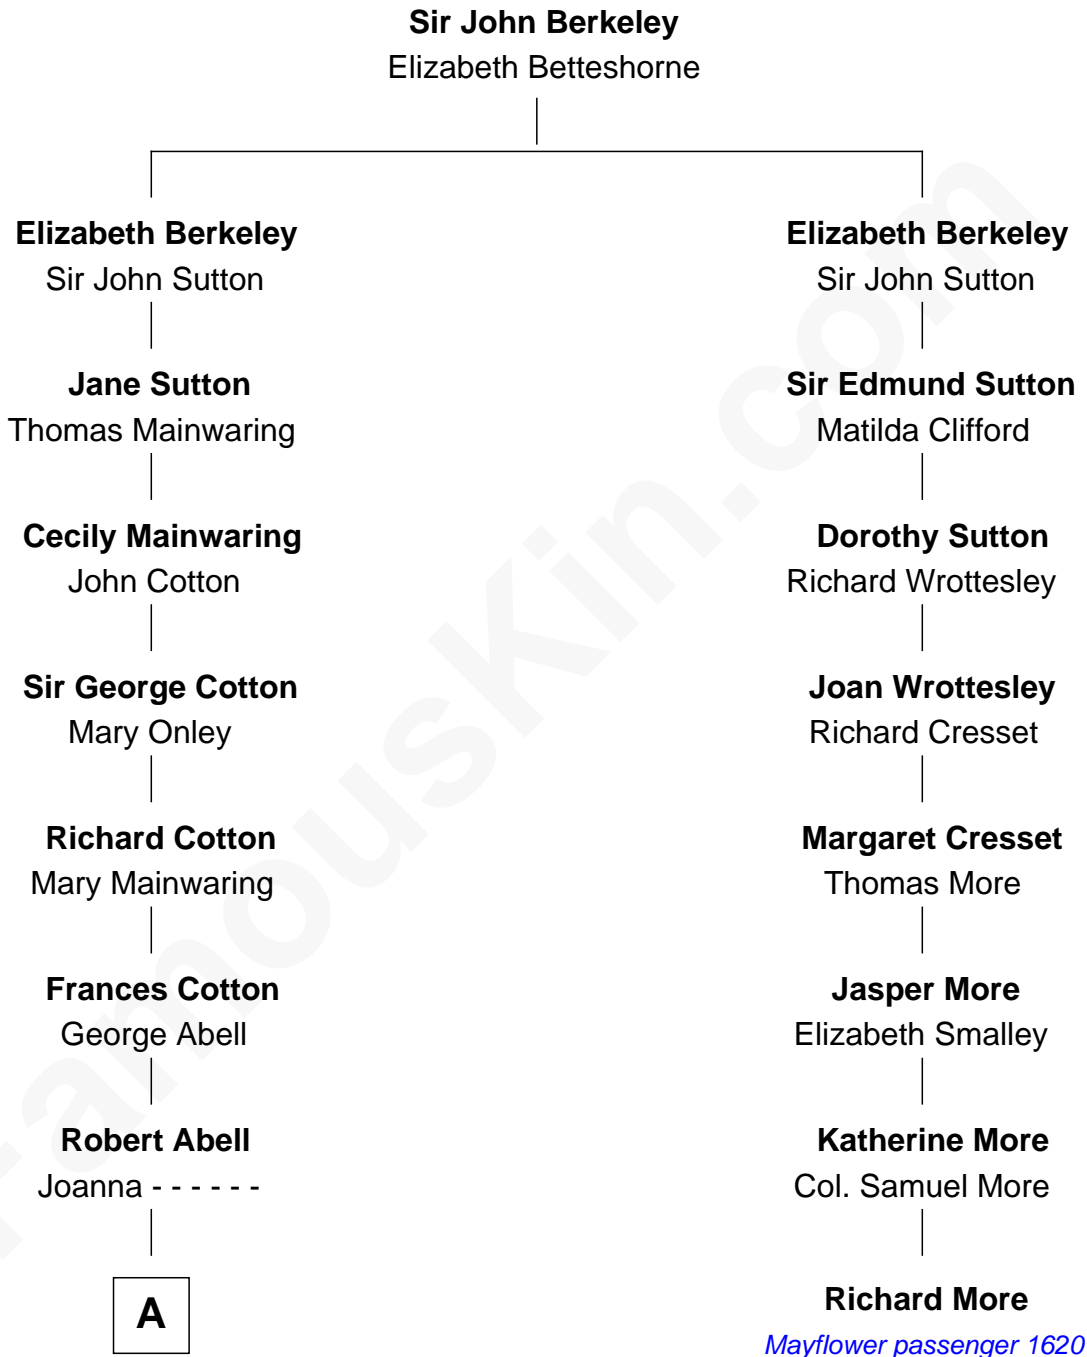 Sir John Berkeley
Elizabeth Betteshorne
Elizabeth Berkeley
Sir John Sutton
Elizabeth Berkeley
Sir John Sutton
Jane Sutton
Thomas Mainwaring
Sir Edmund Sutton
Matilda Clifford
Cecily Mainwaring
John Cotton
Dorothy Sutton
Richard Wrottesley
Sir George Cotton
Mary Onley
Joan Wrottesley
Richard Cresset
Richard Cotton
Mary Mainwaring
Margaret Cresset
Thomas More
Frances Cotton
George Abell
Jasper More
Elizabeth Smalley
Robert Abell
Joanna - - - - - -
Katherine More
Col. Samuel More
A
Richard More
Mayflower passenger 1620
FamousKin.com